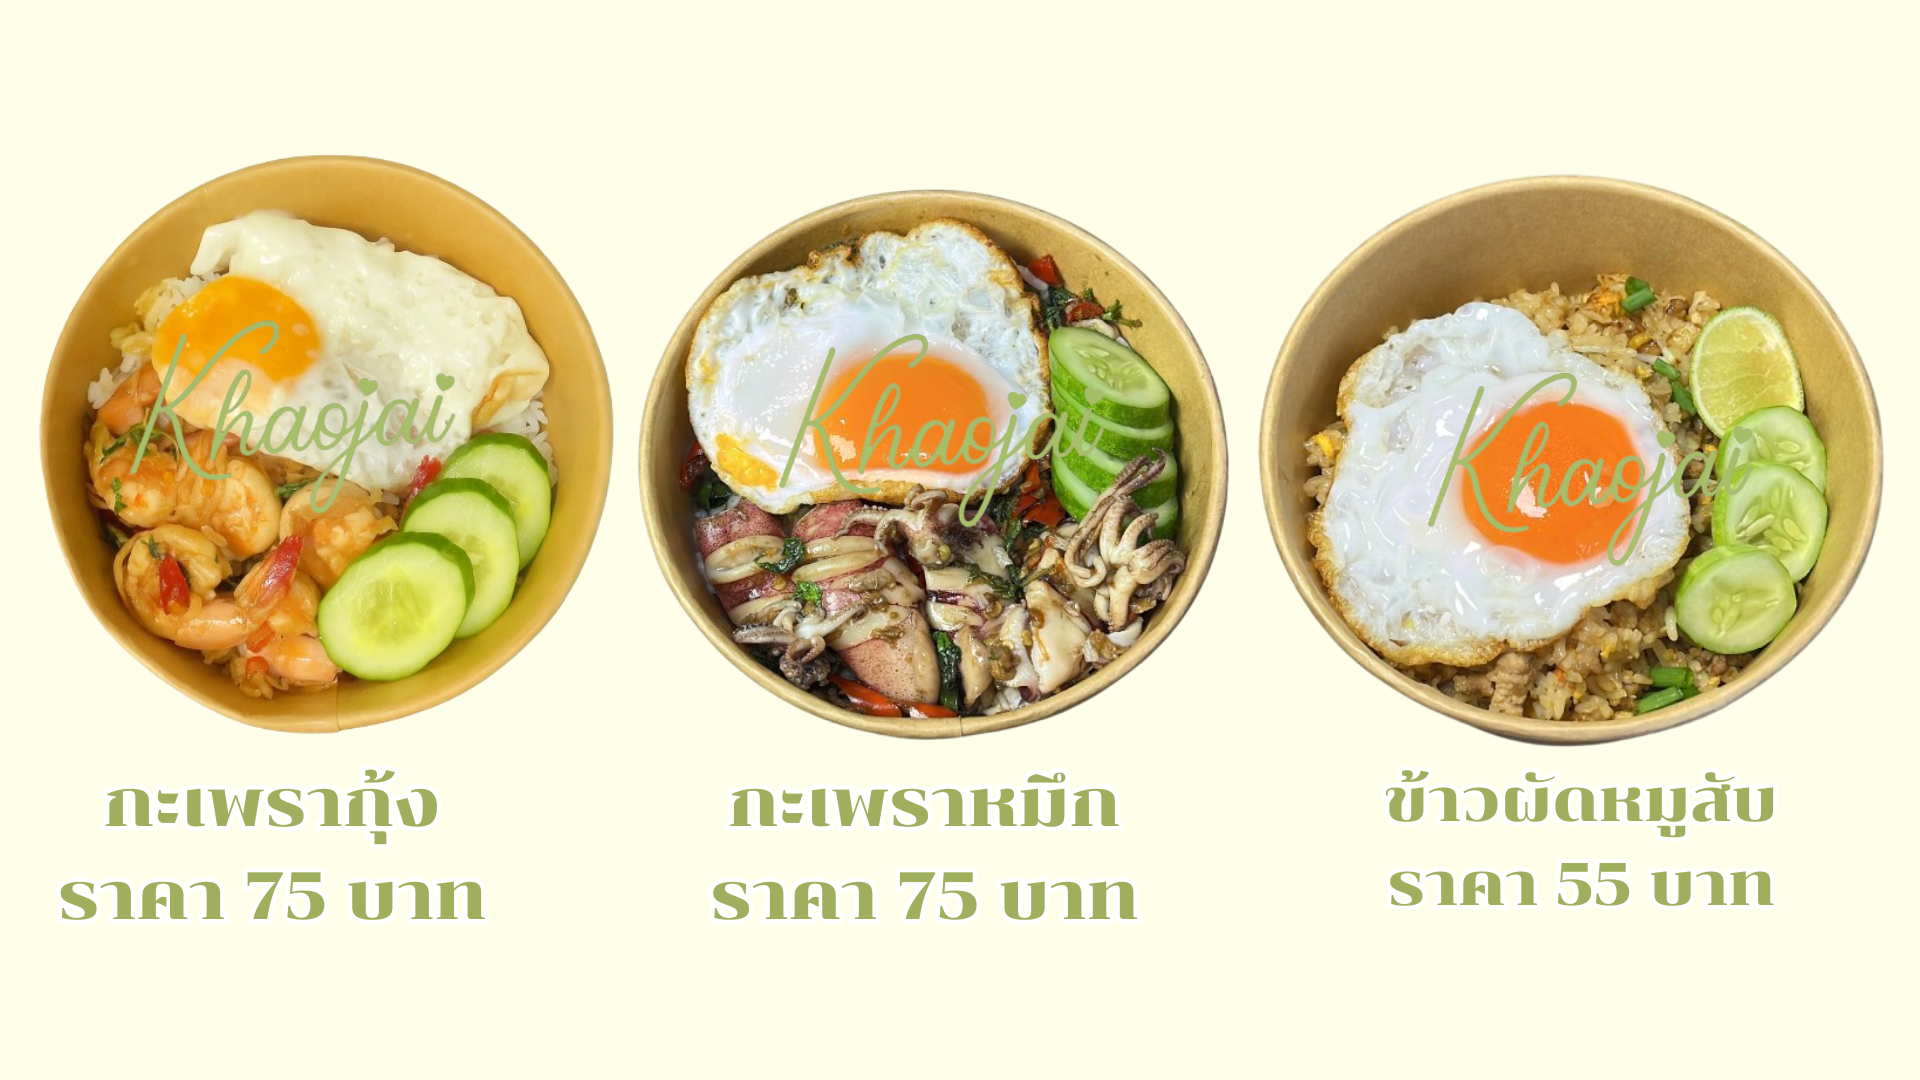 Khaojai
Khaojai
Khaojai
กะเพรากุ้ง
ราคา 75 บาท
กะเพราหมึก
ราคา 75 บาท
ข้าวผัดหมูสับ
ราคา 55 บาท